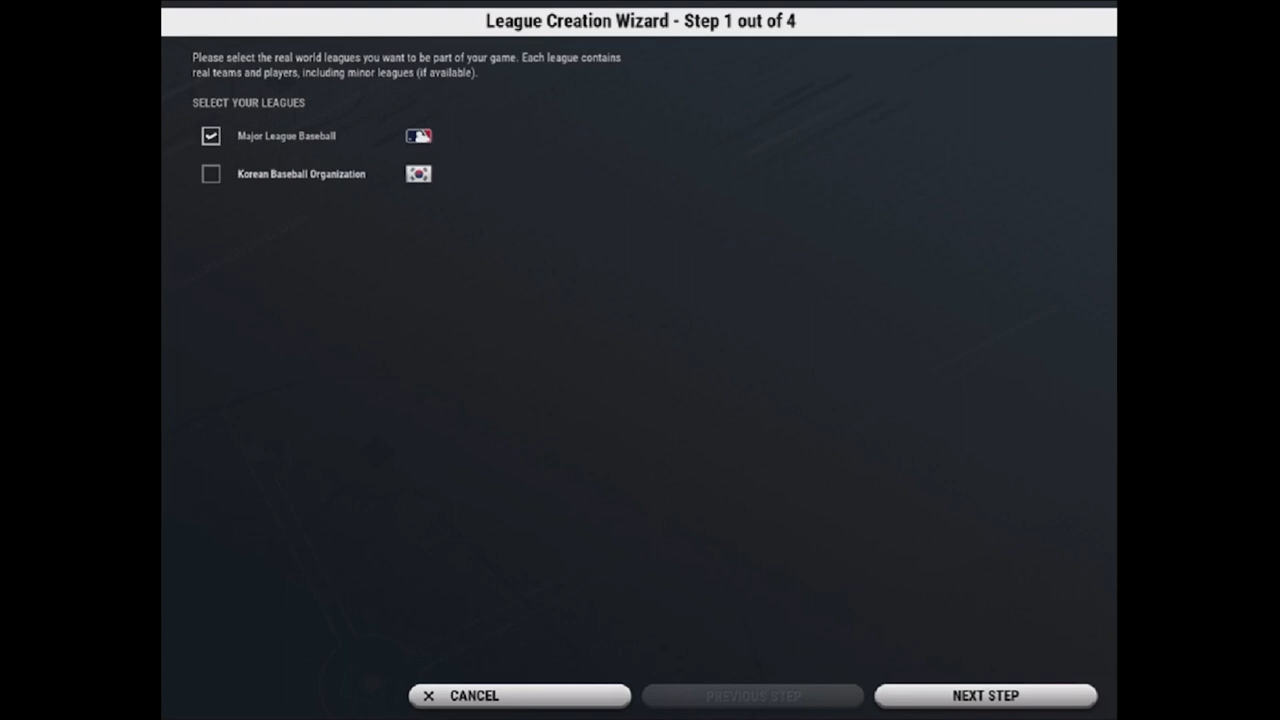 League Creation Wizard - Step 1 out of 4
Please select the real world leagues you want to be part of your game. Each league contains
real teams and players, including minor leagues (if available).
SELECT YOUR LEAGUES
Major League Baseball
Korean Baseball Organization
CANCEL
PREVIOUS STEP
NEXT STEP